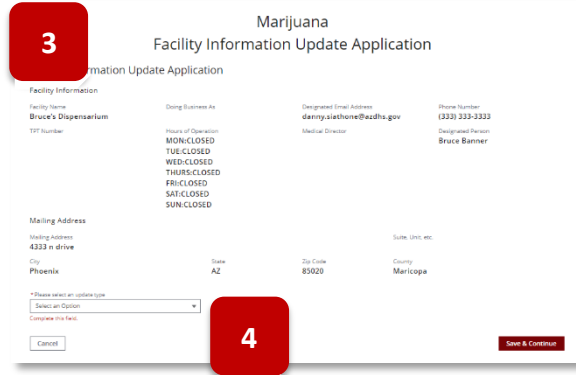 Marijuana
3
Facility Information Update Application
rmation Update Application
Facility Information
Facility Name Doing Business As Designated Email Address Phone Number
Bruce's Dispensarium danny.siathone@azdhs.gov (333) 333-3333
TPT Number Hours of Operation Medical Director Designated Person
MON:CLOSED Bruce Banner
TUE:CLOSED
WED:CLOSED
THURS:CLOSED
FRI:CLOSED
SAT:CLOSED
SUN:CLOSED
Mailing Address
Mailing Address Suite, Unit, etc.
4333 n drive
City State Zip Code County
Phoenix AZ 85020 Maricopa
*Please select an update type
Select an Option
Complete this field.
4
Cancel Save & Continue